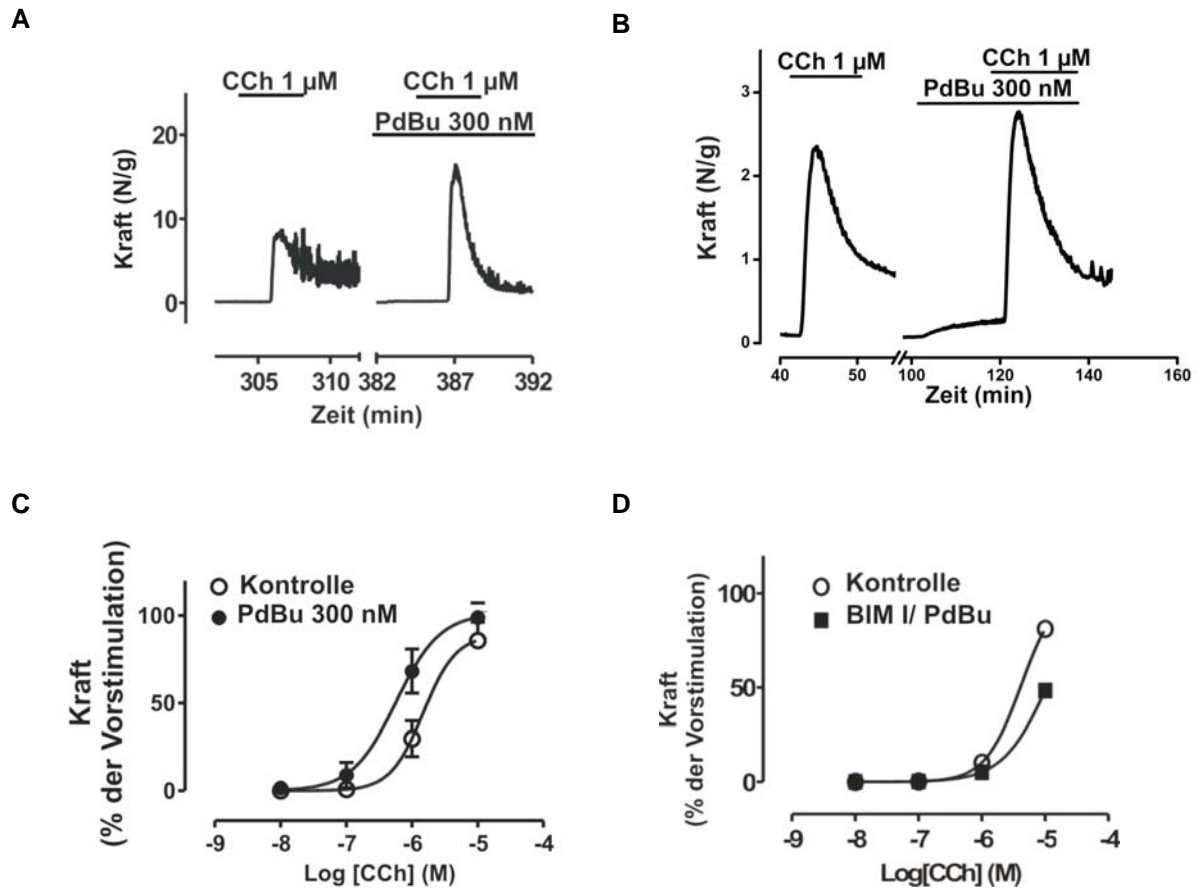 A
CCh 1 µM
CCh 1 µM
PdBu 300 nM
Kraft (N/g)
20
10
0
305
310
382
387
392
Zeit (min)
B
CCh 1 µM
CCh 1 µM
PdBu 300 nM
Kraft (N/g)
3
2
1
0
40
50
100
120
140
160
Zeit (min)
C
Kraft
(% der Vorstimulation)
Kontrolle
PdBu 300 nM
100
50
0
-9
-8
-7
-6
-5
-4
Log [CCh] (M)
D
Kraft
(% der Vorstimulation)
Kontrolle
BIM I/ PdBu
100
50
0
-9
-8
-7
-6
-5
-4
Log[CCh] (M)